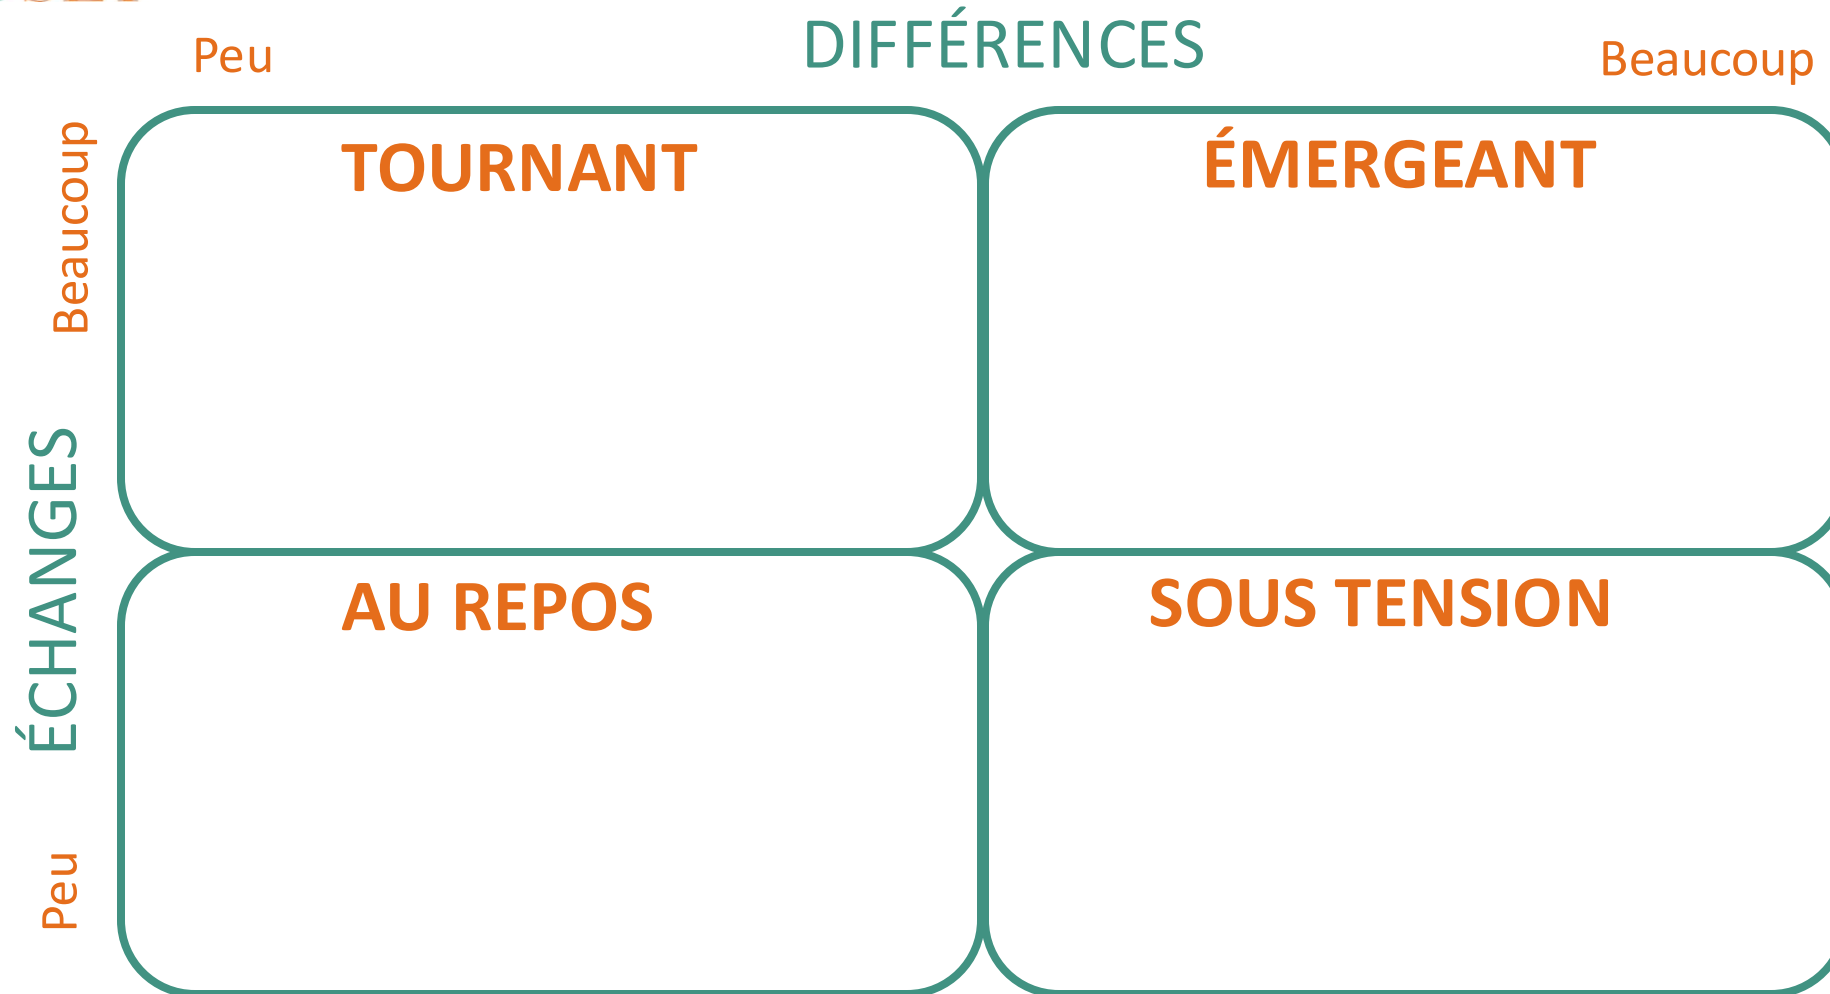 DIFFÉRENCES
Peu
Beaucoup
Beaucoup
TOURNANT
ÉMERGEANT
ÉCHANGES
AU REPOS
SOUS TENSION
Peu